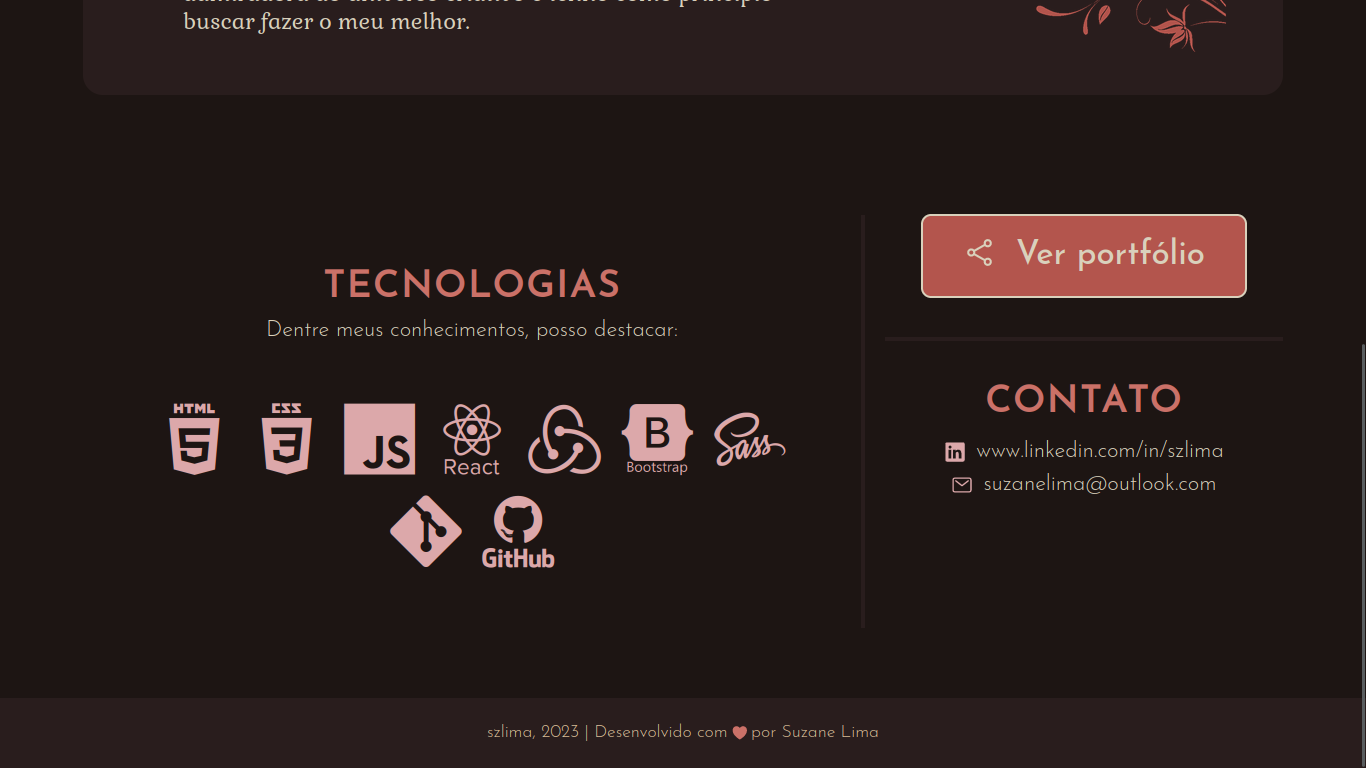 buscar fazer o meu melhor.
TECNOLOGIAS
Dentre meus conhecimentos, posso destacar:
HTML
5
CSS
3
JS
React
B
Bootstrap
Sass
GitHub
Ver portfólio
CONTATO
in www.linkedin.com/in/szlima
suzanelima@outlook.com
szlima, 2023 | Desenvolvido com por Suzane Lima